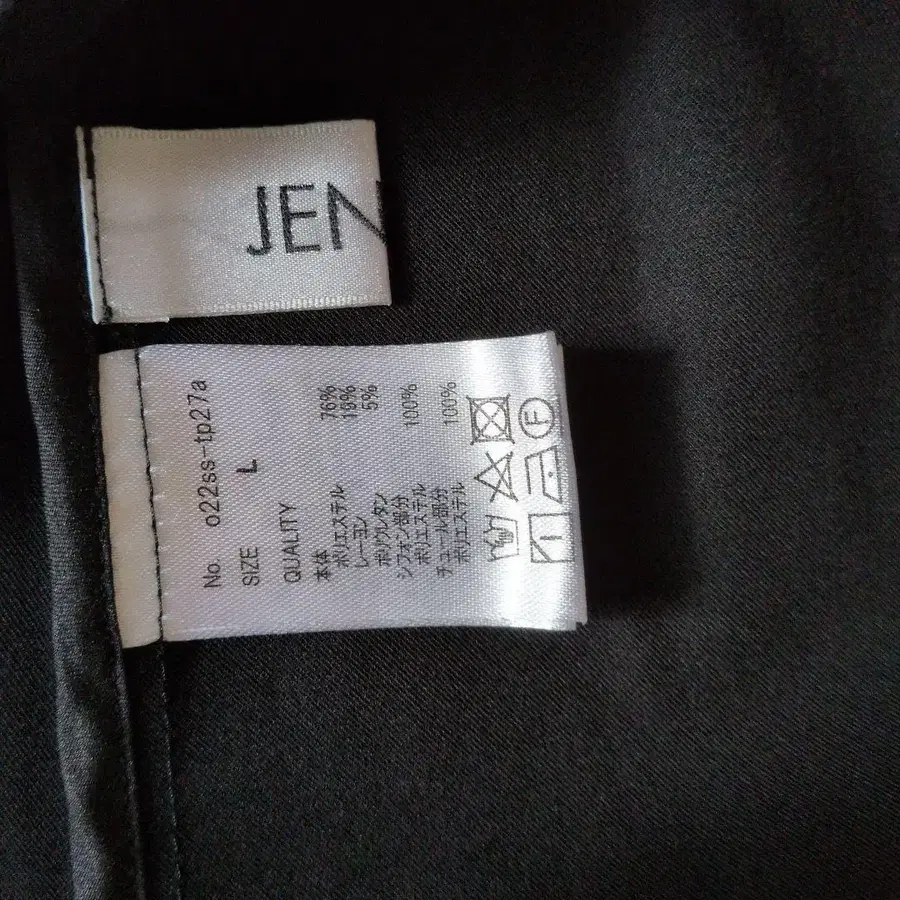 JEN
No. o22ss-tp27a
SIZE L
QUALITY
本体
ポリエステル 76%
レーヨン 19%
ポリウレタン 5%
シフォン部分
ポリエステル 100%
チュール部分
ポリエステル 100%
F